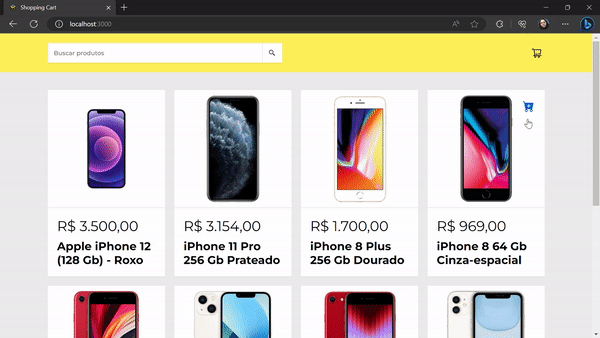 Shopping Cart
localhost:3000
Buscar produtos
R$ 3.500,00
Apple iPhone 12
(128 Gb) - Roxo
R$ 3.154,00
iPhone 11 Pro
256 Gb Prateado
R$ 1.700,00
iPhone 8 Plus
256 Gb Dourado
R$ 969,00
iPhone 8 64 Gb
Cinza-espacial